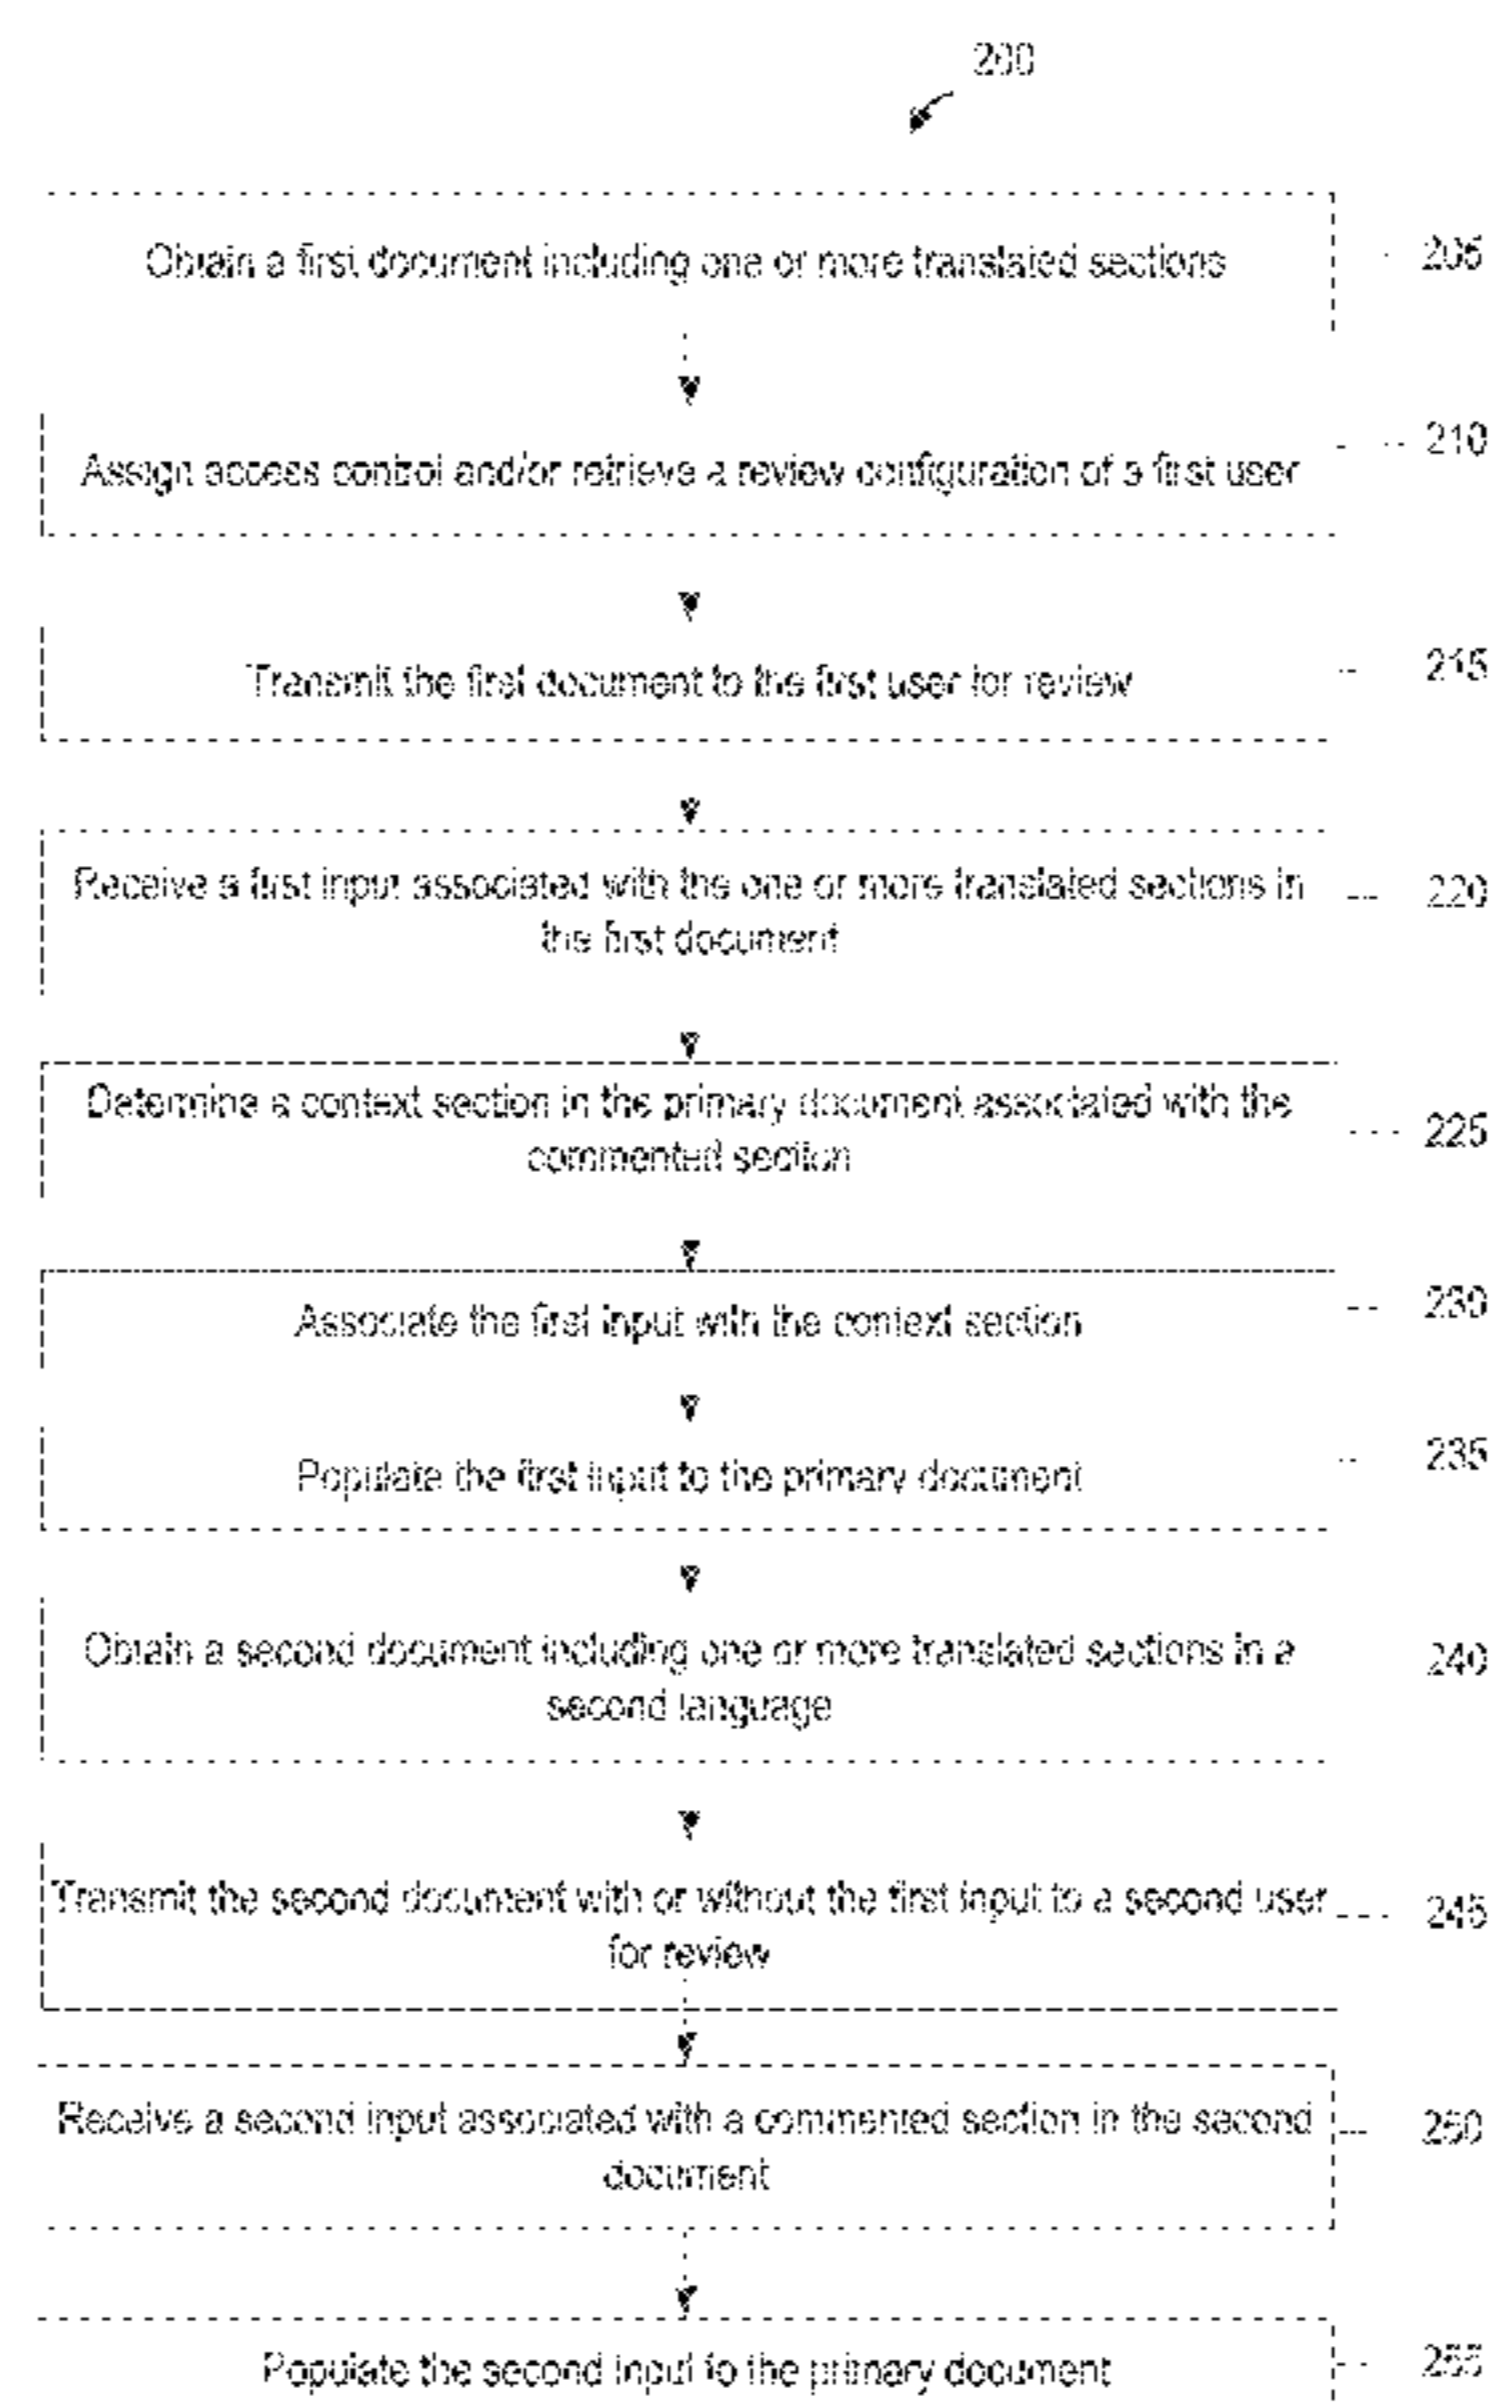 200
Obtain a first document including one or more translated sections
205
Assign access control and/or retrieve a review configuration of a first user
210
Transmit the first document to the first user for review
215
Receive a first input associated with the one or more translated sections in
the first document
220
Determine a context section in the primary document associated with the
commented section
225
Associate the first input with the context section
230
Populate the first input to the primary document
235
Obtain a second document including one or more translated sections in a
second language
240
Transmit the second document with or without the first input to a second user
for review
245
Receive a second input associated with a commented section in the second
document
250
Populate the second input to the primary document
255